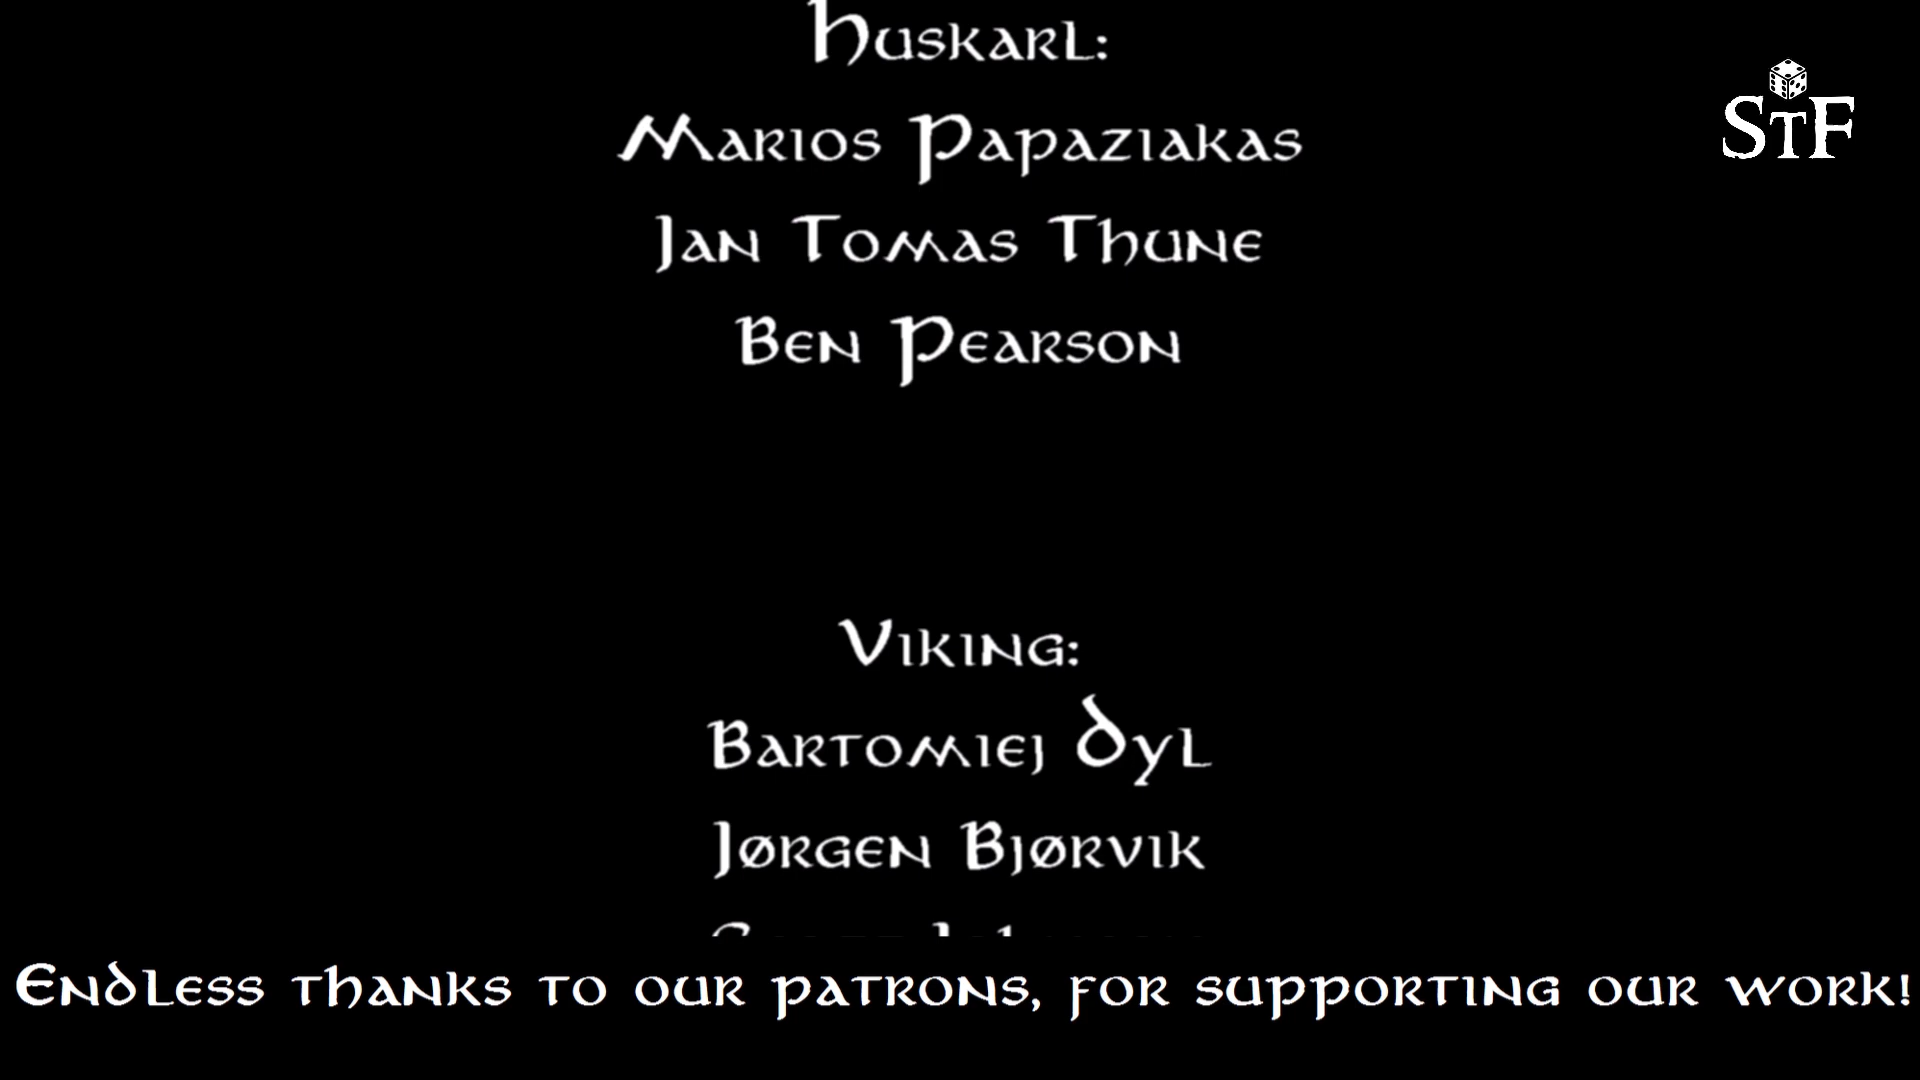 Huskarl:
StF
Marios Papaziakas
Jan Tomas Thune
Ben Pearson
Viking:
Bartomiej Dyl
Jørgen Bjørvik
Endless thanks to our patrons, for supporting our work!